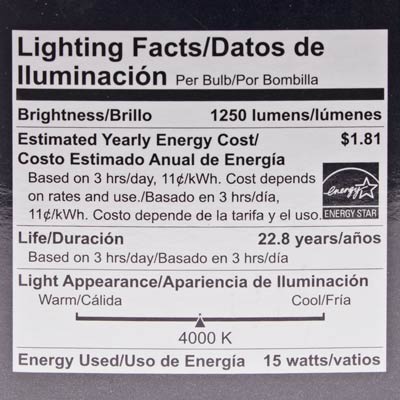 Lighting Facts/Datos de
Iluminación Per Bulb/Por Bombilla
Brightness/Brillo 1250 lumens/lúmenes
Estimated Yearly Energy Cost/ $1.81
Costo Estimado Anual de Energía
Based on 3 hrs/day, 11¢/kWh. Cost depends
on rates and use./Basado en 3 hrs/día,
11¢/kWh. Costo depende de la tarifa y el uso.
energy
ENERGY STAR
Life/Duración 22.8 years/años
Based on 3 hrs/day/Basado en 3 hrs/día
Light Appearance/Apariencia de Iluminación
Warm/Cálida Cool/Fría
4000 K
Energy Used/Uso de Energía 15 watts/vatios